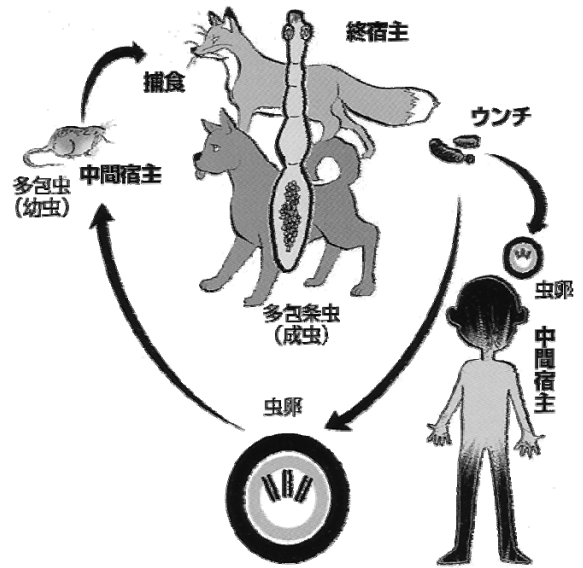 終宿主
捕食
ウンチ
中間宿主
多包虫
（幼虫）
虫卵
多包条虫
（成虫）
中間宿主
虫卵